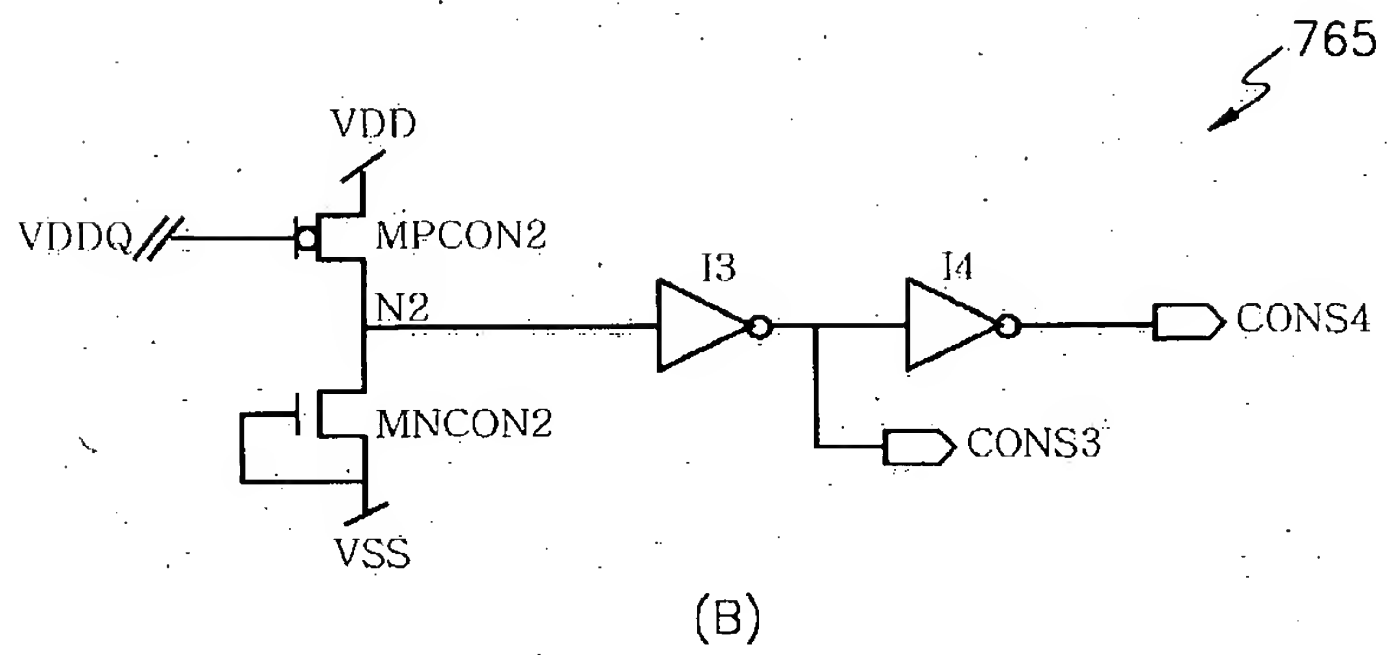 765
VDD
VDDQ
MPCON2
N2
I3
I4
CONS4
MNCON2
CONS3
VSS
(B)